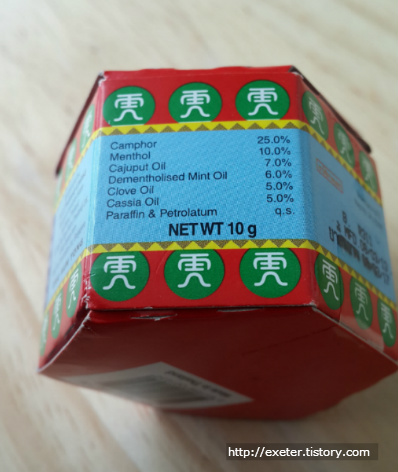 Camphor 25.0%
Menthol 10.0%
Cajuput Oil 7.0%
Dementholised Mint Oil 6.0%
Clove Oil 5.0%
Cassia Oil 5.0%
Paraffin & Petrolatum q.s.
NET WT 10 g
http://exeter.tistory.com